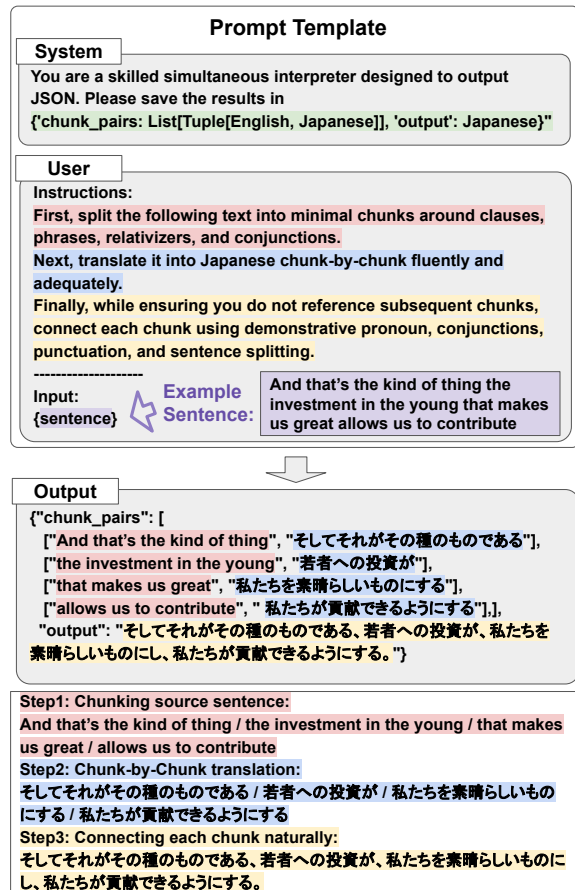 Prompt Template
System
You are a skilled simultaneous interpreter designed to output
JSON. Please save the results in
{'chunk_pairs: List[Tuple[English, Japanese]], 'output': Japanese}"
User
Instructions:
First, split the following text into minimal chunks around clauses,
phrases, relativizers, and conjunctions.
Next, translate it into Japanese chunk-by-chunk fluently and
adequately.
Finally, while ensuring you do not reference subsequent chunks,
connect each chunk using demonstrative pronoun, conjunctions,
punctuation, and sentence splitting.
--------------------
Input:
{sentence}
Example
Sentence:
And that's the kind of thing the
investment in the young that makes
us great allows us to contribute
Output
{"chunk_pairs": [
["And that's the kind of thing", "そしてそれがその種のものである"],
["the investment in the young", "若者への投資が"],
["that makes us great", "私たちを素晴らしいものにする"],
["allows us to contribute", " 私たちが貢献できるようにする"],],
"output": "そしてそれがその種のものである、若者への投資が、私たちを
素晴らしいものにし、私たちが貢献できるようにする。"}
Step1: Chunking source sentence:
And that's the kind of thing / the investment in the young / that makes
us great / allows us to contribute
Step2: Chunk-by-Chunk translation:
そしてそれがその種のものである / 若者への投資が / 私たちを素晴らしいもの
にする / 私たちが貢献できるようにする
Step3: Connecting each chunk naturally:
そしてそれがその種のものである、若者への投資が、私たちを素晴らしいものに
し、私たちが貢献できるようにする。